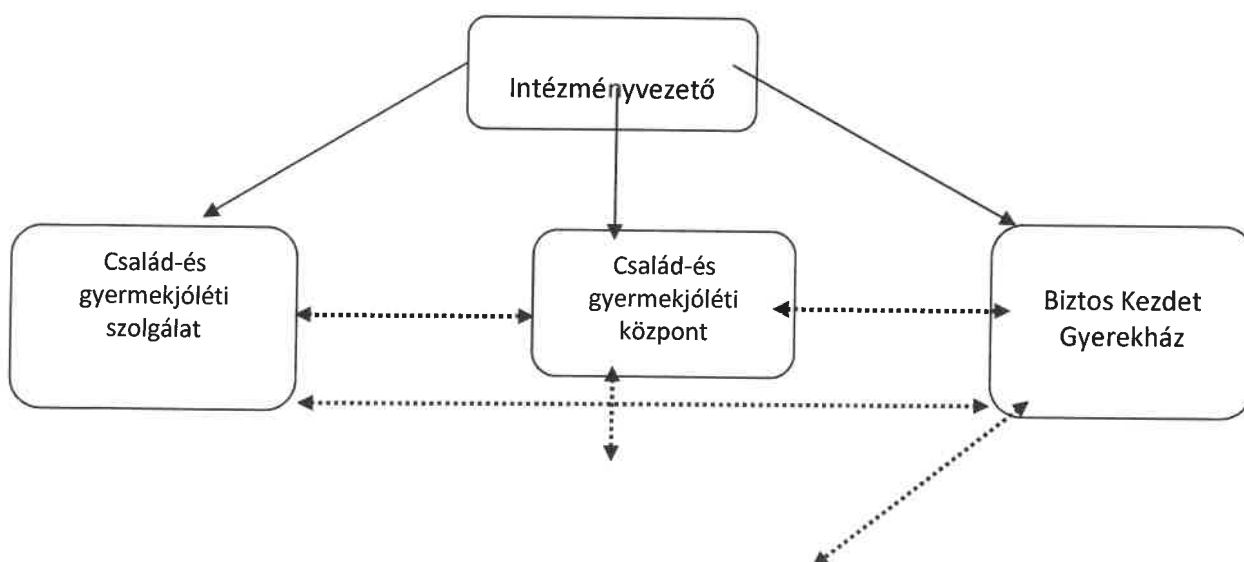 Intézményvezető
Család-és
gyermekjóléti
szolgálat
Család-és
gyermekjóléti
központ
Biztos Kezdet
Gyerekház